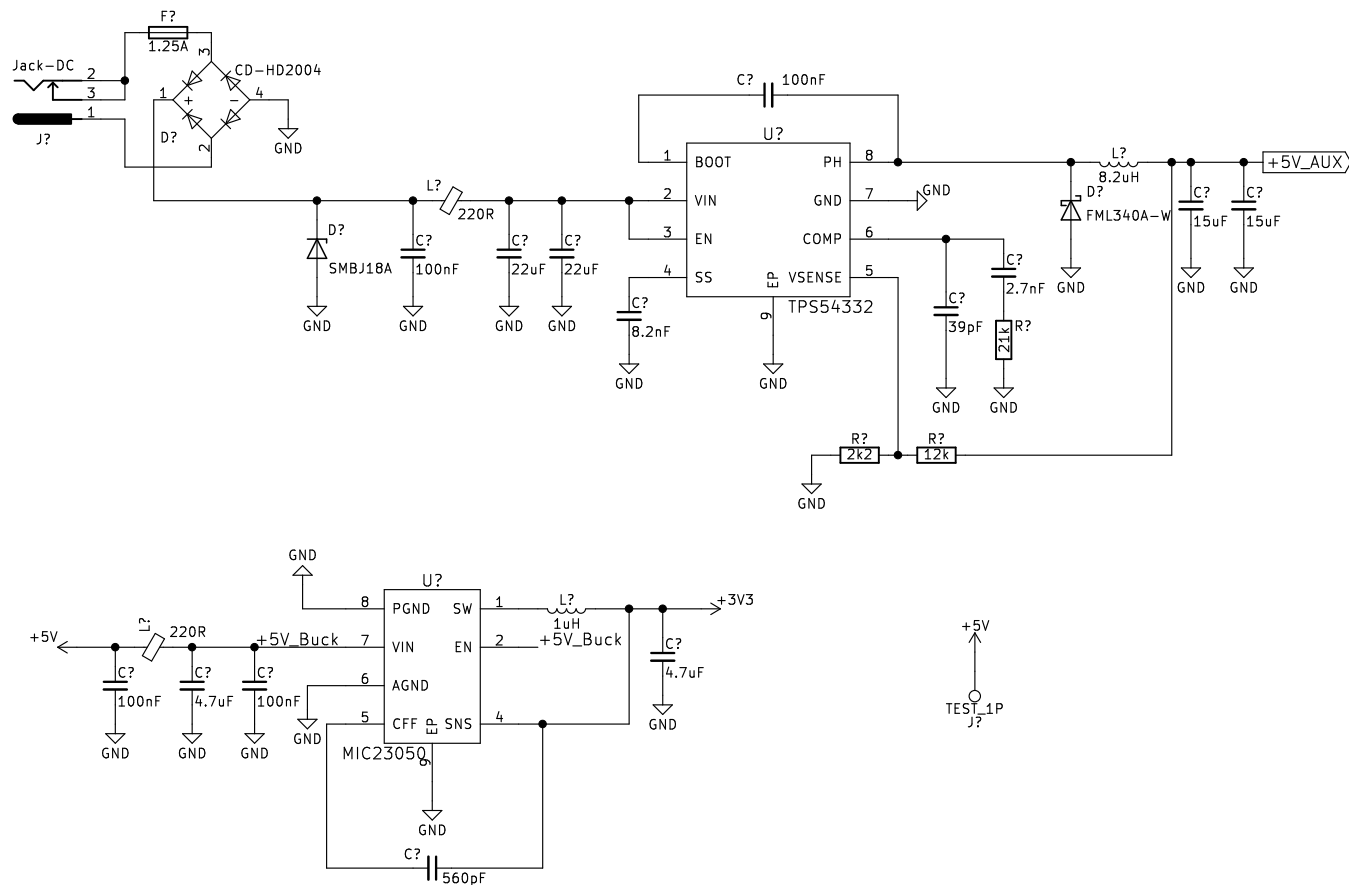 F?
1.25A
Jack-DC
2
3
1
J?
3
CD-HD2004
1
+
-
4
D?
2
GND
C?
100nF
U?
1
BOOT
PH
8
2
VIN
GND
7
GND
3
EN
COMP
6
4
SS
EP
VSENSE
5
TPS54332
9
GND
L?
220R
D?
SMBJ18A
GND
C?
100nF
GND
C?
22uF
GND
C?
22uF
GND
C?
8.2nF
GND
L?
8.2uH
+5V_AUX
D?
FML340A-W
GND
C?
15uF
GND
C?
15uF
GND
C?
39pF
GND
C?
2.7nF
R?
21k
GND
R?
2k2
R?
12k
GND
GND
U?
8
PGND
SW
1
L?
1uH
+3V3
+5V
L?
220R
+5V_Buck
7
VIN
EN
2
+5V_Buck
6
AGND
5
CFF
EP
SNS
4
MIC23050
9
GND
GND
C?
100nF
GND
C?
4.7uF
GND
C?
100nF
GND
C?
4.7uF
GND
C?
560pF
+5V
TEST_1P
J?